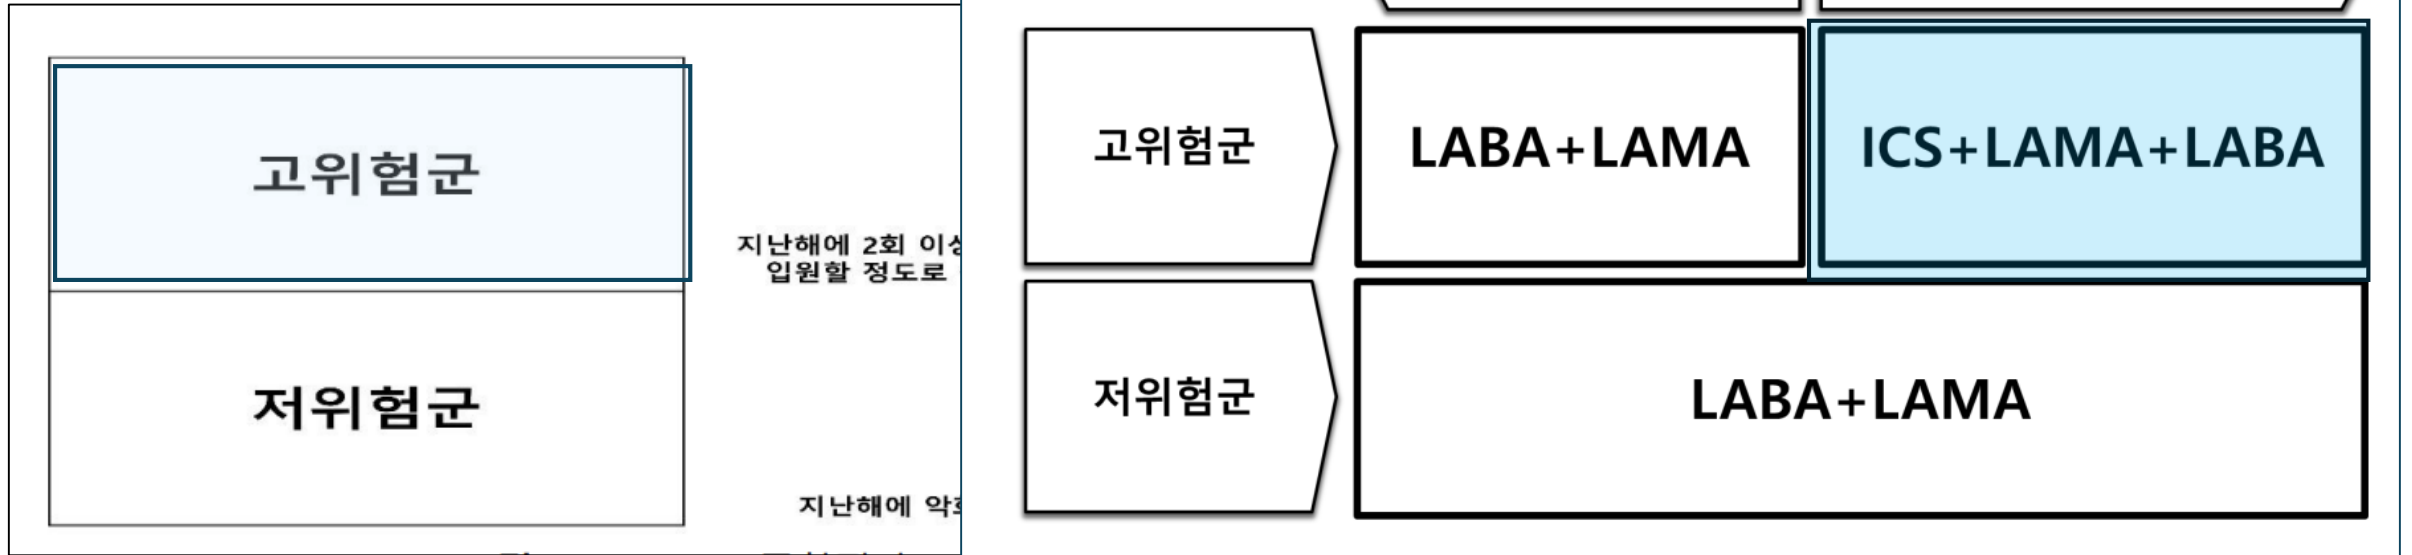 고위험군
지난해에 2회 이상
입원할 정도로
저위험군
지난해에
고위험군
LABA+LAMA
ICS+LAMA+LABA
저위험군
LABA+LAMA